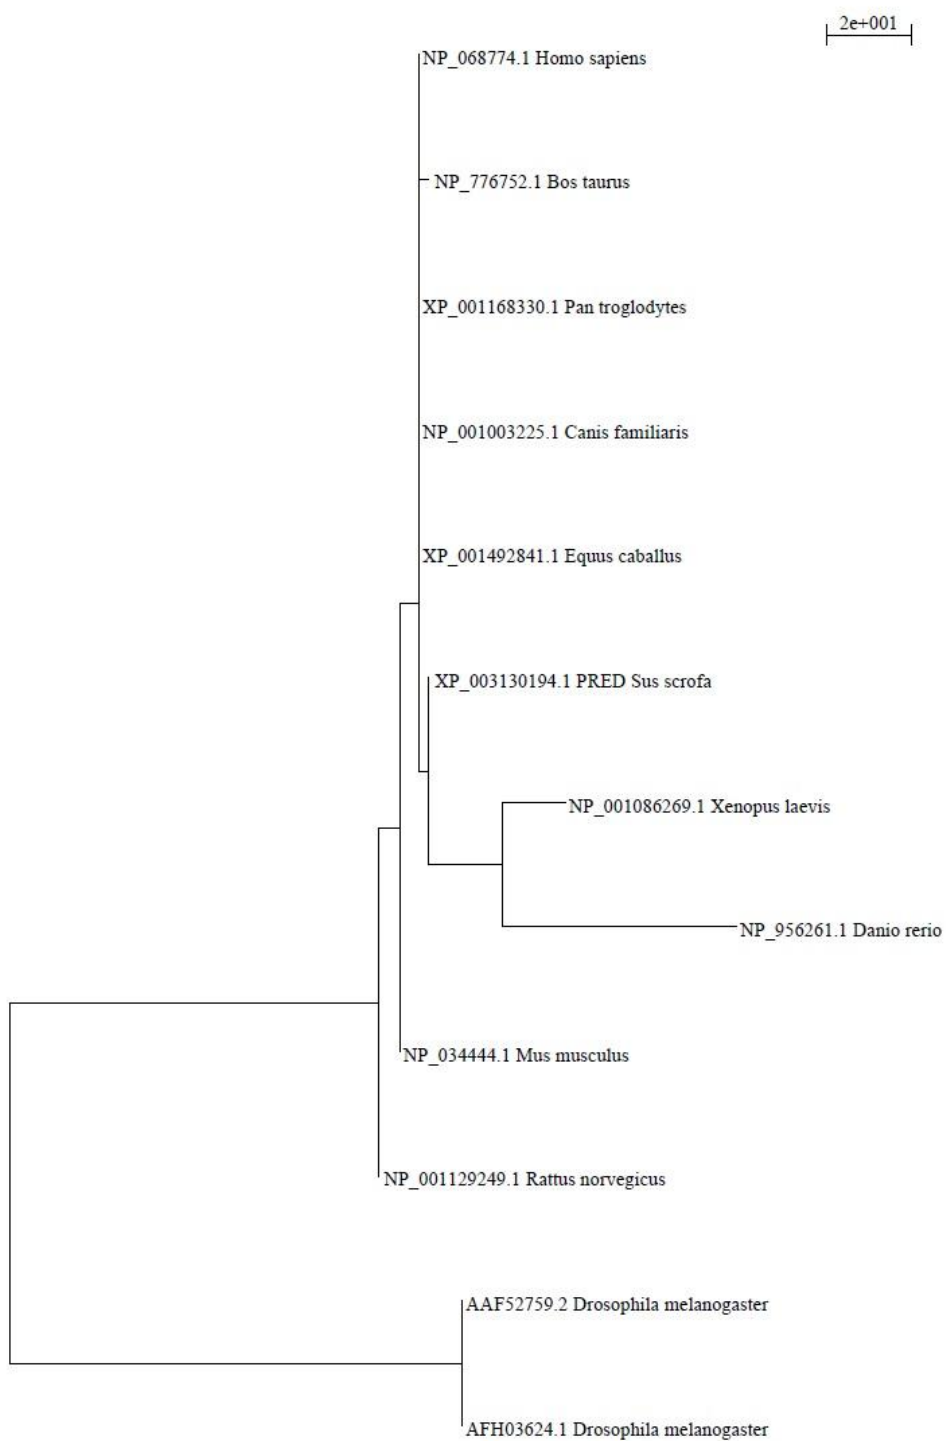 2e+001
NP_068774.1 Homo sapiens
NP_776752.1 Bos taurus
XP_001168330.1 Pan troglodytes
NP_001003225.1 Canis familiaris
XP_001492841.1 Equus caballus
XP_003130194.1 PRED Sus scrofa
NP_001086269.1 Xenopus laevis
NP_956261.1 Danio rerio
NP_034444.1 Mus musculus
NP_001129249.1 Rattus norvegicus
AAF52759.2 Drosophila melanogaster
AFH03624.1 Drosophila melanogaster